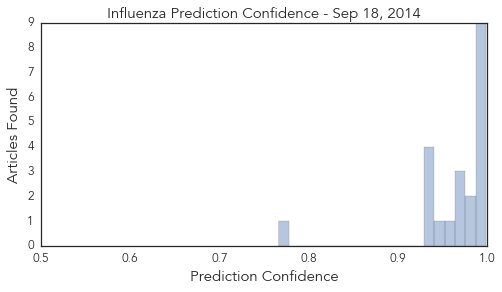 Influenza Prediction Confidence - Sep 18, 2014
Articles Found
9
8
7
6
5
4
3
2
1
0
0.5 0.6 0.7 0.8 0.9 1.0
Prediction Confidence